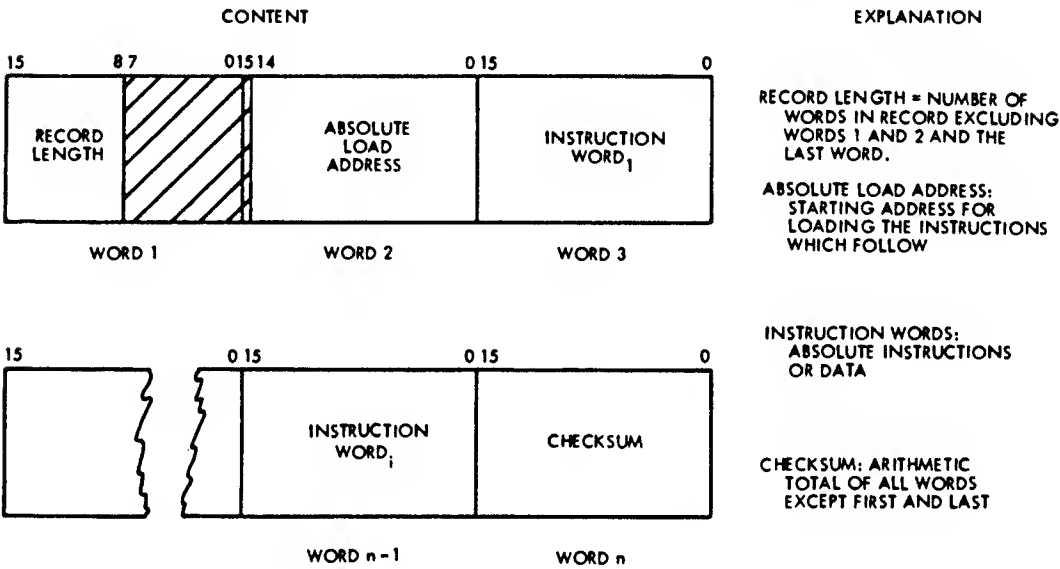 CONTENT
EXPLANATION
15 8 7 0 15 14 0 15 0
RECORD
LENGTH
ABSOLUTE
LOAD
ADDRESS
INSTRUCTION
WORD1
WORD 1 WORD 2 WORD 3
RECORD LENGTH = NUMBER OF
WORDS IN RECORD EXCLUDING
WORDS 1 AND 2 AND THE
LAST WORD.
ABSOLUTE LOAD ADDRESS:
STARTING ADDRESS FOR
LOADING THE INSTRUCTIONS
WHICH FOLLOW
15 0 15 0 15 0
INSTRUCTION
WORDi
CHECKSUM
WORD n-1 WORD n
INSTRUCTION WORDS:
ABSOLUTE INSTRUCTIONS
OR DATA
CHECKSUM: ARITHMETIC
TOTAL OF ALL WORDS
EXCEPT FIRST AND LAST